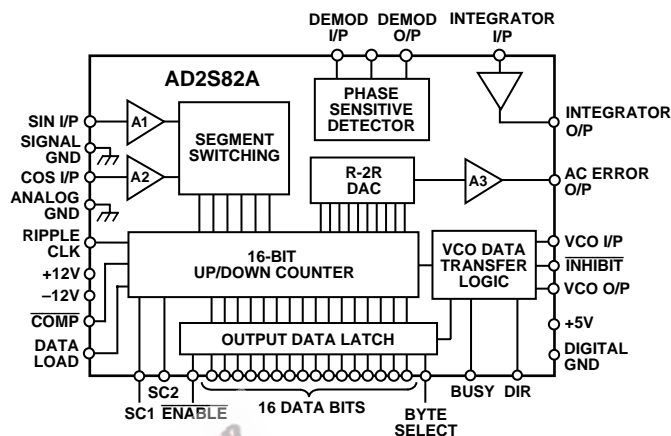 DEMOD I/P
DEMOD O/P
INTEGRATOR I/P
AD2S82A
PHASE SENSITIVE DETECTOR
INTEGRATOR O/P
SIN I/P
A1
SEGMENT SWITCHING
SIGNAL GND
COS I/P
A2
R-2R DAC
A3
AC ERROR O/P
ANALOG GND
RIPPLE CLK
16-BIT UP/DOWN COUNTER
VCO DATA TRANSFER LOGIC
VCO I/P
INHIBIT
VCO O/P
+12V
–12V
COMP
DATA LOAD
OUTPUT DATA LATCH
+5V
DIGITAL GND
SC1
SC2
ENABLE
16 DATA BITS
BYTE SELECT
BUSY
DIR